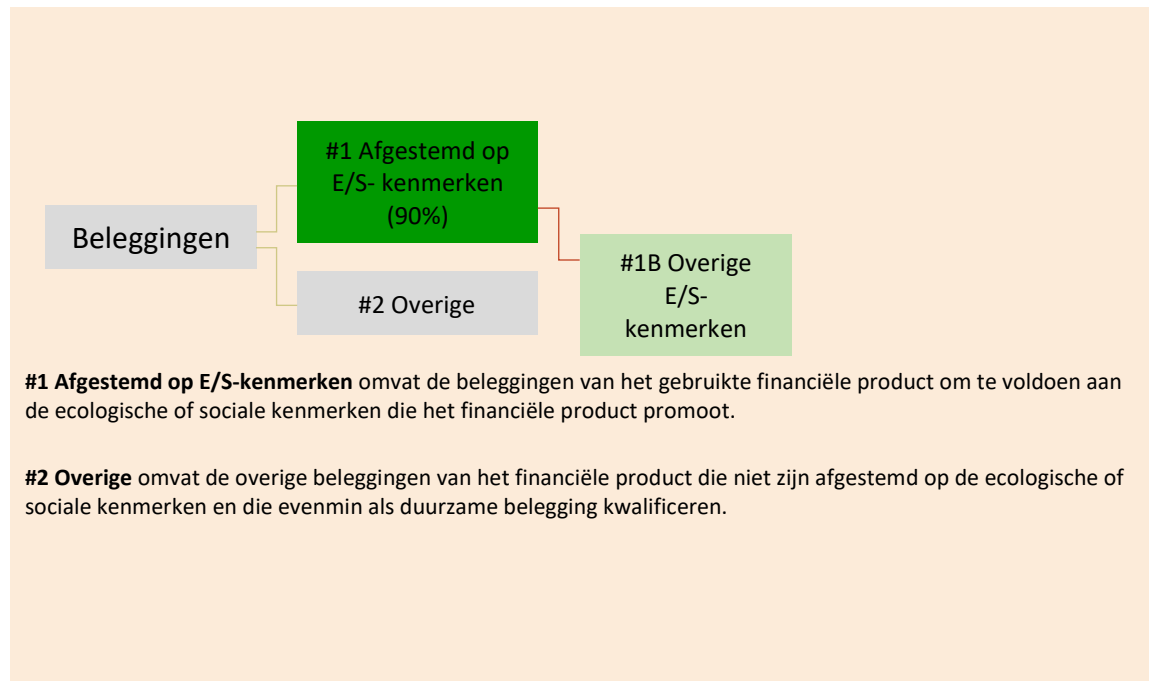 #1 Afgestemd op
E/S- kenmerken
(90%)
Beleggingen
#2 Overige
#1B Overige
E/S-
kenmerken
#1 Afgestemd op E/S-kenmerken omvat de beleggingen van het gebruikte financiële product om te voldoen aan
de ecologische of sociale kenmerken die het financiële product promoot.
#2 Overige omvat de overige beleggingen van het financiële product die niet zijn afgestemd op de ecologische of
sociale kenmerken en die evenmin als duurzame belegging kwalificeren.